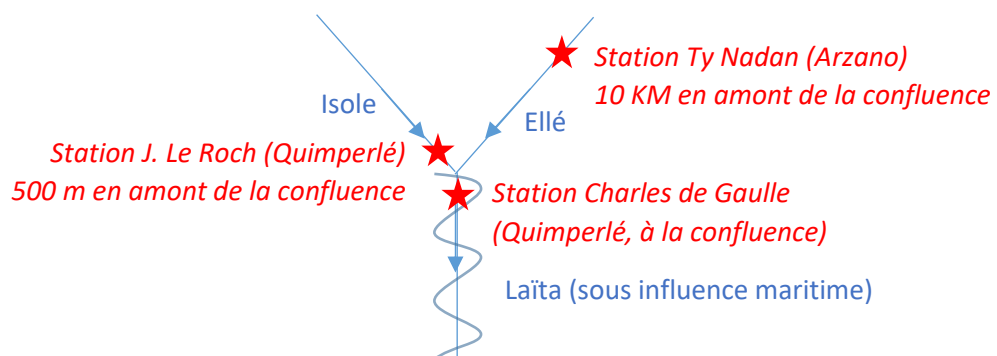 Station Ty Nadan (Arzano)
10 KM en amont de la confluence
Isole
Ellé
Station J. Le Roch (Quimperlé)
500 m en amont de la confluence
Station Charles de Gaulle
(Quimperlé, à la confluence)
Laïta (sous influence maritime)